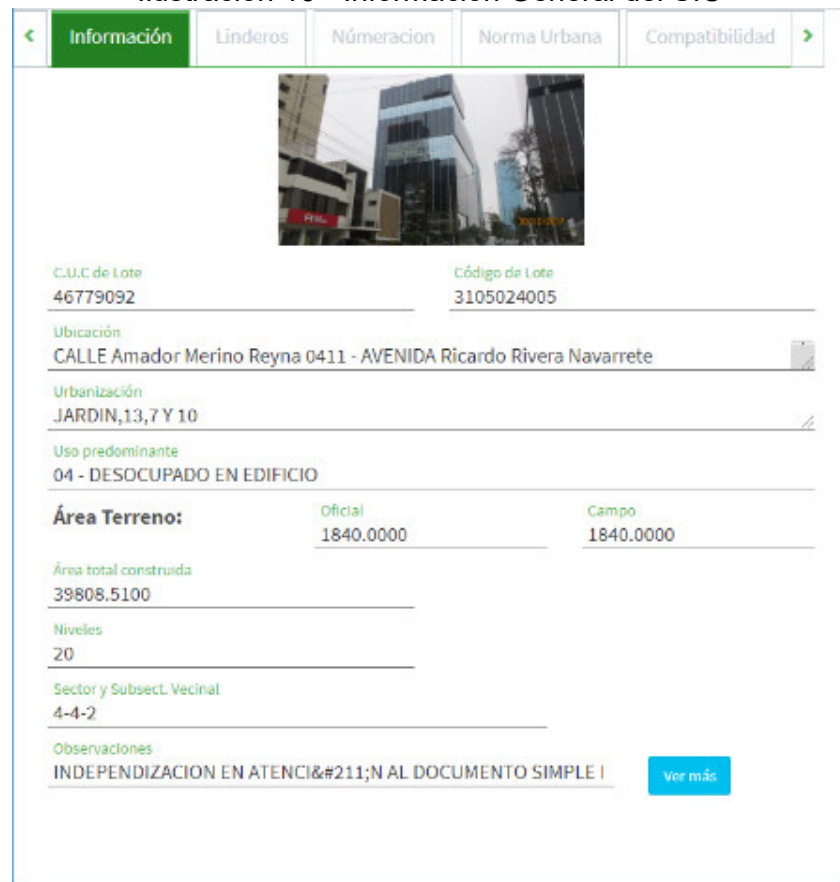 Información Linderos Númeracion Norma Urbana Compatibilidad
C.U.C de Lote Código de Lote
46779092 3105024005
Ubicación
CALLE Amador Merino Reyna 0411 - AVENIDA Ricardo Rivera Navarrete
Urbanización
JARDIN,13,7 Y 10
Uso predominante
04 - DESOCUPADO EN EDIFICIO
Área Terreno: Oficial Campo
1840.0000 1840.0000
Área total construida
39808.5100
Niveles
20
Sector y Subsect. Vecinal
4-4-2
Observaciones
INDEPENDIZACION EN ATENCI&#211;N AL DOCUMENTO SIMPLE
Ver más